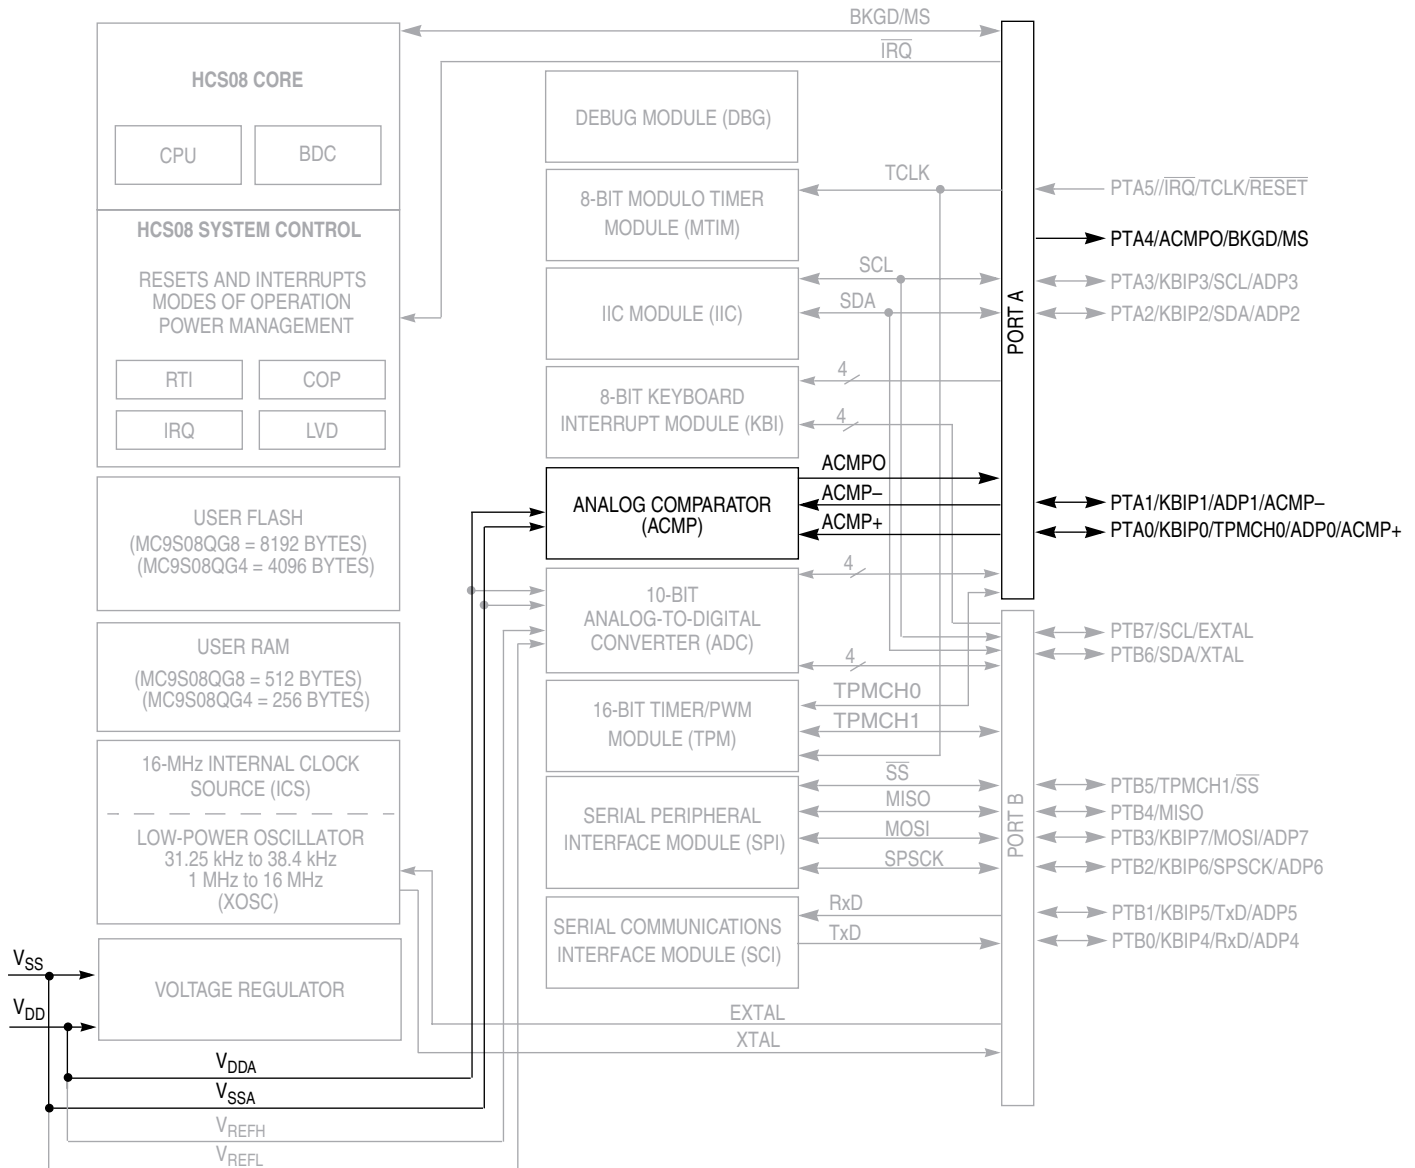 BKGD/MS
IRQ
HCS08 CORE
CPU
BDC
HCS08 SYSTEM CONTROL
RESETS AND INTERRUPTS
MODES OF OPERATION
POWER MANAGEMENT
RTI
COP
IRQ
LVD
USER FLASH
(MC9S08QG8 = 8192 BYTES)
(MC9S08QG4 = 4096 BYTES)
USER RAM
(MC9S08QG8 = 512 BYTES)
(MC9S08QG4 = 256 BYTES)
16-MHz INTERNAL CLOCK
SOURCE (ICS)
LOW-POWER OSCILLATOR
31.25 kHz to 38.4 kHz
1 MHz to 16 MHz
(XOSC)
VOLTAGE REGULATOR
VSS
VDD
VDDA
VSSA
VREFH
VREFL
DEBUG MODULE (DBG)
8-BIT MODULO TIMER
MODULE (MTIM)
TCLK
IIC MODULE (IIC)
SCL
SDA
8-BIT KEYBOARD
INTERRUPT MODULE (KBI)
4
4
ANALOG COMPARATOR
(ACMP)
ACMPO
ACMP–
ACMP+
10-BIT
ANALOG-TO-DIGITAL
CONVERTER (ADC)
4
4
16-BIT TIMER/PWM
MODULE (TPM)
TPMCH0
TPMCH1
SERIAL PERIPHERAL
INTERFACE MODULE (SPI)
SS
MISO
MOSI
SPSCK
SERIAL COMMUNICATIONS
INTERFACE MODULE (SCI)
RxD
TxD
EXTAL
XTAL
PORT A
PTA5//IRQ/TCLK/RESET
PTA4/ACMPO/BKGD/MS
PTA3/KBIP3/SCL/ADP3
PTA2/KBIP2/SDA/ADP2
PTA1/KBIP1/ADP1/ACMP–
PTA0/KBIP0/TPMCH0/ADP0/ACMP+
PORT B
PTB7/SCL/EXTAL
PTB6/SDA/XTAL
PTB5/TPMCH1/SS
PTB4/MISO
PTB3/KBIP7/MOSI/ADP7
PTB2/KBIP6/SPSCK/ADP6
PTB1/KBIP5/TxD/ADP5
PTB0/KBIP4/RxD/ADP4